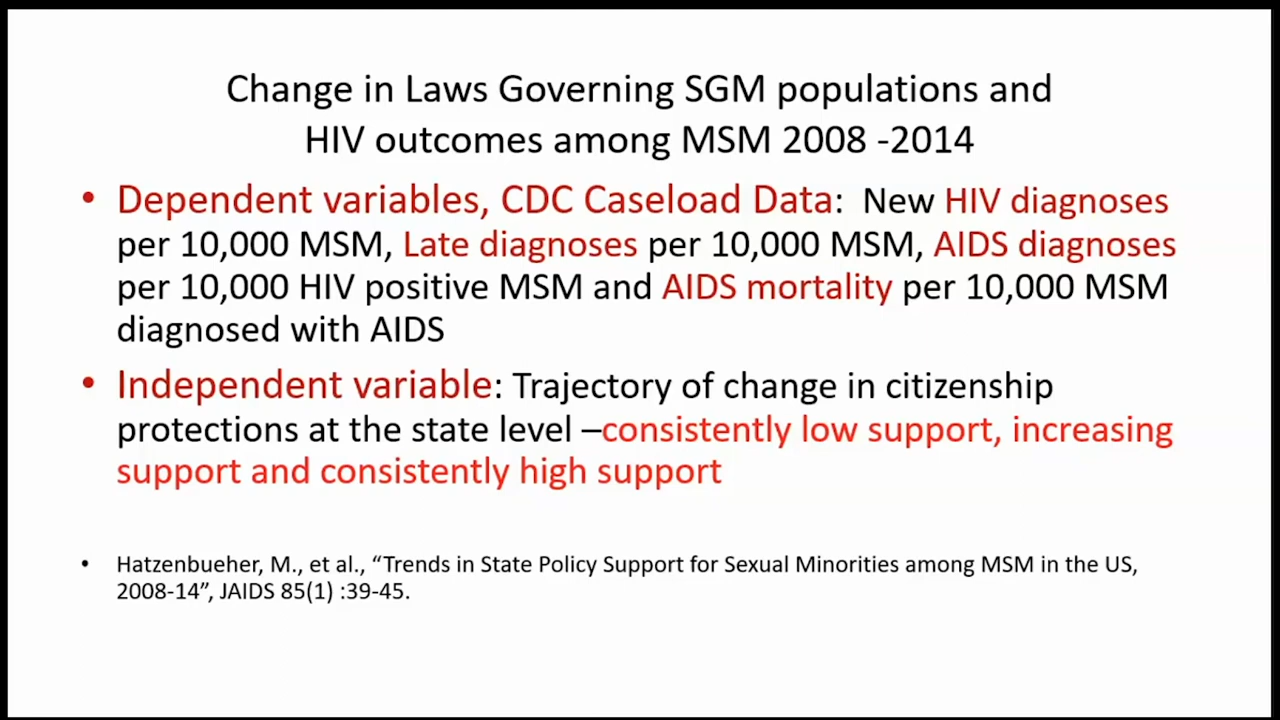 Change in Laws Governing SGM populations and
HIV outcomes among MSM 2008 -2014
• Dependent variables, CDC Caseload Data: New HIV diagnoses
per 10,000 MSM, Late diagnoses per 10,000 MSM, AIDS diagnoses
per 10,000 HIV positive MSM and AIDS mortality per 10,000 MSM
diagnosed with AIDS
• Independent variable: Trajectory of change in citizenship
protections at the state level –consistently low support, increasing
support and consistently high support
• Hatzenbueher, M., et al., “Trends in State Policy Support for Sexual Minorities among MSM in the US,
2008-14”, JAIDS 85(1) :39-45.